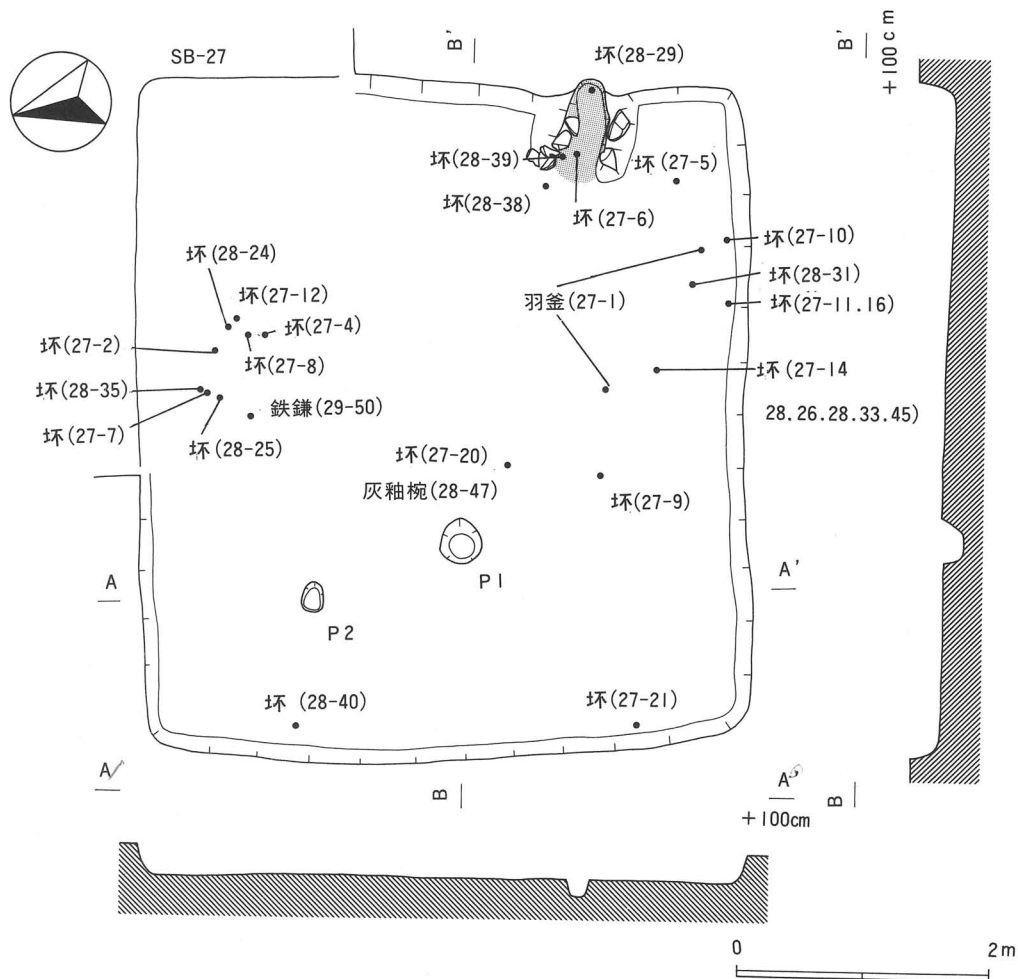 SB-27
B'
B'
+100cm
坏(28-29)
坏(28-39)
坏(27-5)
坏(28-38)
坏(27-6)
坏(27-10)
坏(28-24)
坏(28-31)
坏(27-12)
羽釜(27-1)
坏(27-11.16)
坏(27-4)
坏(27-2)
坏(27-8)
坏(27-14
坏(28-35)
鉄鎌(29-50)
28.26.28.33.45)
坏(27-7)
坏(28-25)
坏(27-20)
灰釉椀(28-47)
坏(27-9)
P1
A
A'
P2
坏 (28-40)
坏(27-21)
A
B
A'
B
+100cm
0
2m